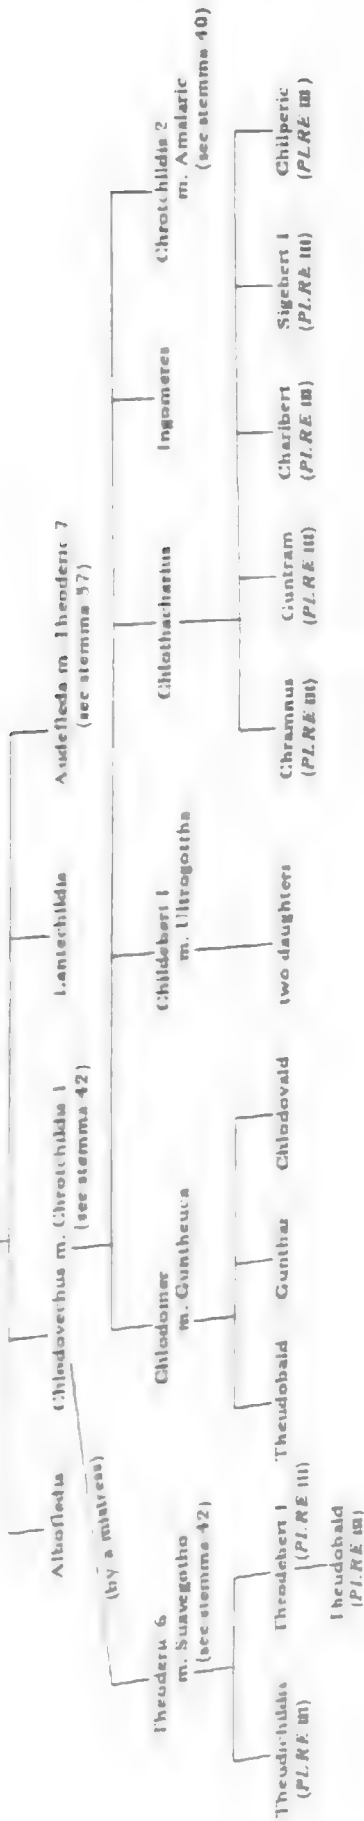 Albofledis
Chlodovechus m. Chrotchildis 1
(see stemma 42)
Lantechildis
Audefleda m. Theoderic 7
(see stemma 37)
(by a mistress)
Theuderic 6
m. Suavegotho
(see stemma 42)
Chlodomer
m. Guntheuca
Childebert I
m. Ultrogottha
Chlothacharius
Ingomeres
Chrotchildis 2
m. Amalaric
(see stemma 40)
Theudichildis
(PLRE III)
Theodebert I
(PLRE III)
Theudobald
(PLRE III)
Theudobald
Gunthar
Chlodovald
two daughters
Chramnus
(PLRE III)
Guntram
(PLRE III)
Charibert
(PLRE III)
Sigebert I
(PLRE III)
Chilperic
(PLRE III)